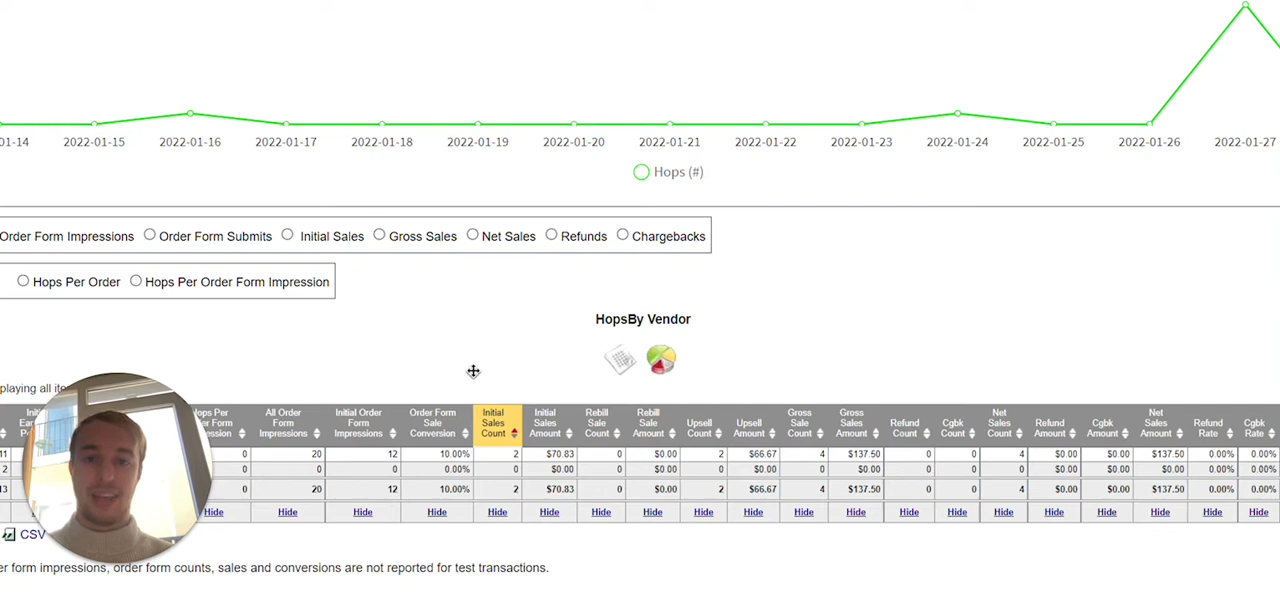 01-14 2022-01-15 2022-01-16 2022-01-17 2022-01-18 2022-01-19 2022-01-20 2022-01-21 2022-01-22 2022-01-23 2022-01-24 2022-01-25 2022-01-26 2022-01-27
Hops (#)
Order Form Impressions Order Form Submits Initial Sales Gross Sales Net Sales Refunds Chargebacks
Hops Per Order Hops Per Order Form Impression
HopsBy Vendor
playing all
All Order Initial Order Order Form Initial Initial Rebill Rebill Upsell Upsell Gross Gross Refund Cgbk Net Refund Cgbk Net Refund Cgbk
Form Form Sale Sales Sales Sale Sale Count Amount Sale Sales Count Count Sales Amount Amount Sales Rate Rate
Impressions Impressions Conversion Count Amount Count Amount Count Amount Count Amount
11 0 20 12 10.00% 2 $70.83 0 $0.00 2 $66.67 4 $137.50 0 0 4 $0.00 $0.00 $137.50 0.00% 0.00%
2 0 0 0 0.00% 0 $0.00 0 $0.00 0 $0.00 0 $0.00 0 0 0 $0.00 $0.00 $0.00 0.00% 0.00%
13 0 20 12 10.00% 2 $70.83 0 $0.00 2 $66.67 4 $137.50 0 0 4 $0.00 $0.00 $137.50 0.00% 0.00%
Hide Hide Hide Hide Hide Hide Hide Hide Hide Hide Hide Hide Hide Hide Hide Hide Hide Hide Hide Hide
CSV
er form impressions, order form counts, sales and conversions are not reported for test transactions.